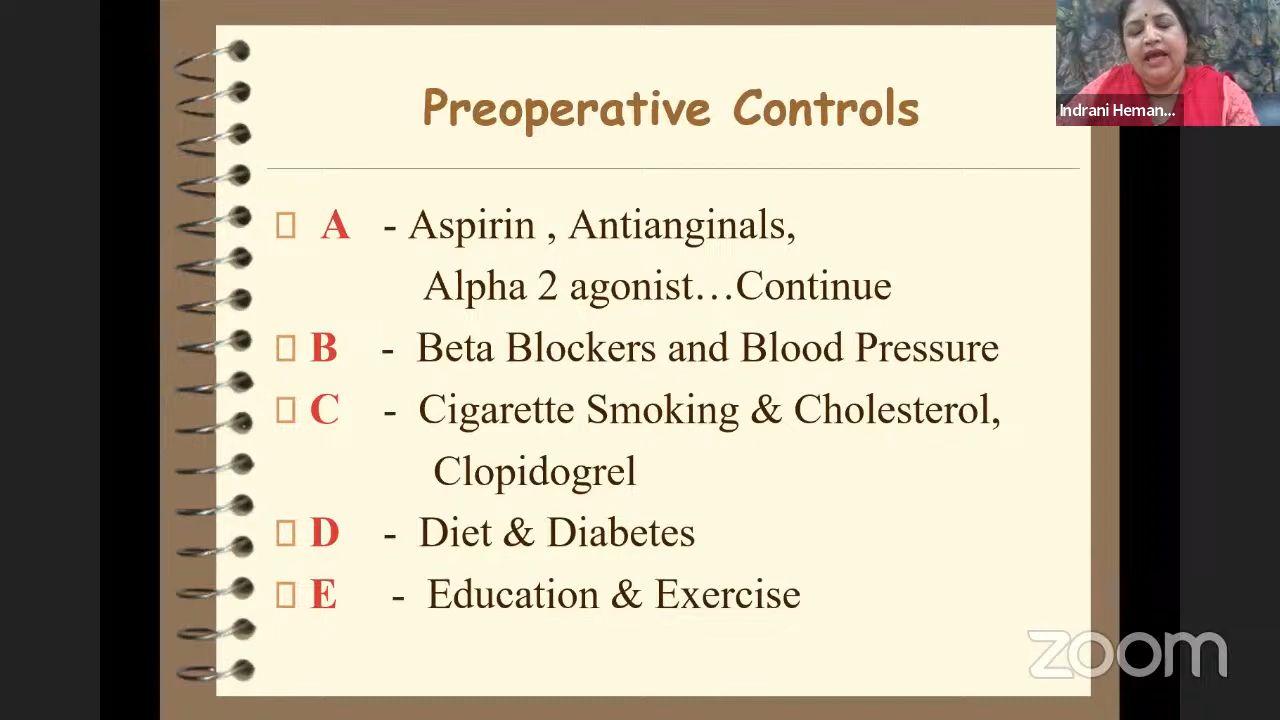 Preoperative Controls
Indrani Heman...
A - Aspirin , Antianginals,
Alpha 2 agonist…Continue
B - Beta Blockers and Blood Pressure
C - Cigarette Smoking & Cholesterol,
Clopidogrel
D - Diet & Diabetes
E - Education & Exercise
zoom